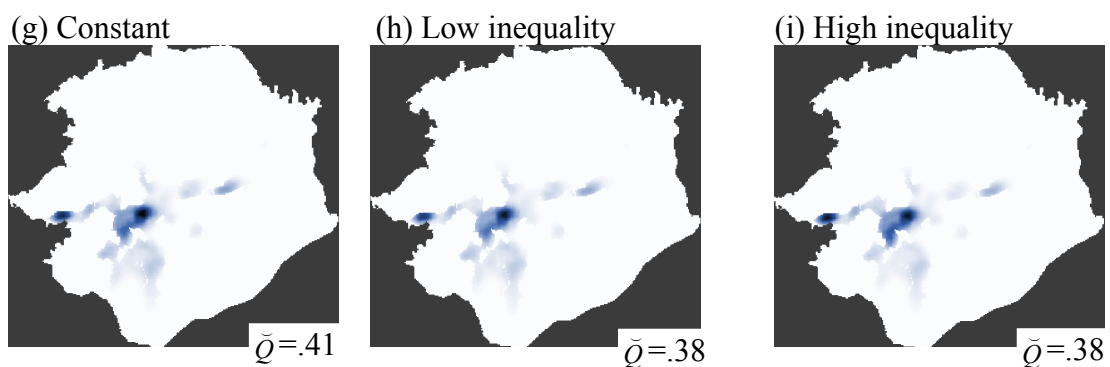 (g) Constant
(h) Low inequality
(i) High inequality
Q̌=.41
Q̌=.38
Q̌=.38